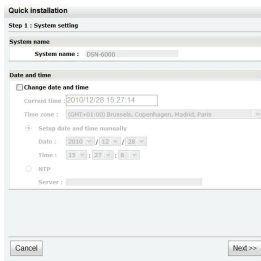 Quick installation
Step 1 : System setting
System name
System name : DSN-6000
Date and time
Change date and time
Current time : 2010/12/28 15:27:14
Time zone : (GMT+01:00) Brussels, Copenhagen, Madrid, Paris
Setup date and time manually
Date : 2010 / 12 / 28
Time : 15 : 27 : 8
NTP
Server :
Cancel Next >>